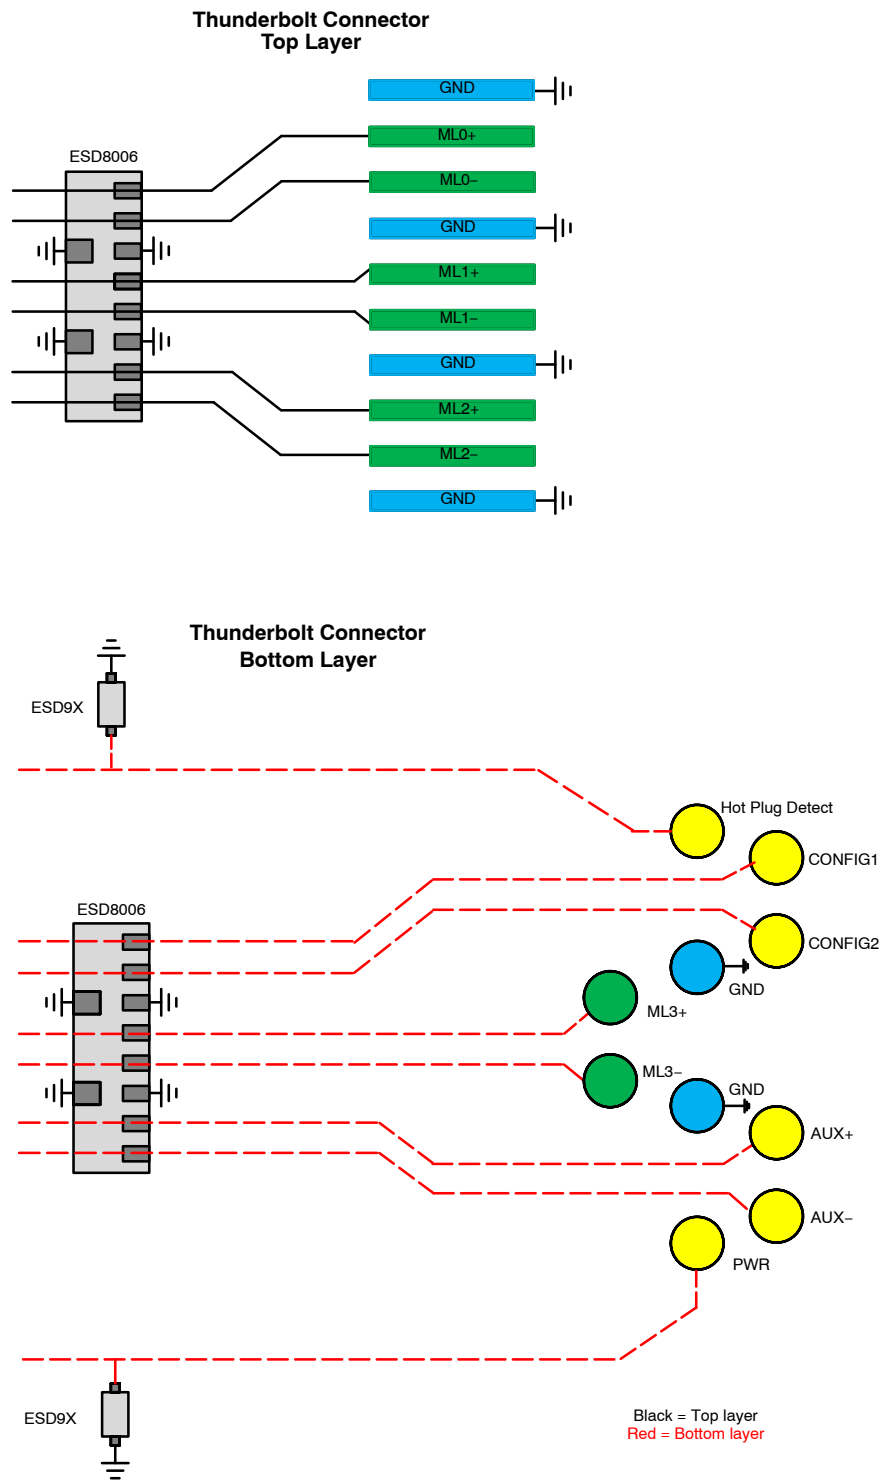 Thunderbolt Connector
Top Layer
GND
ML0+
ESD8006
ML0−
GND
ML1+
ML1−
GND
ML2+
ML2−
GND
Thunderbolt Connector
Bottom Layer
ESD9X
Hot Plug Detect
CONFIG1
ESD8006
CONFIG2
GND
ML3+
ML3−
GND
AUX+
AUX−
PWR
ESD9X
Black = Top layer
Red = Bottom layer